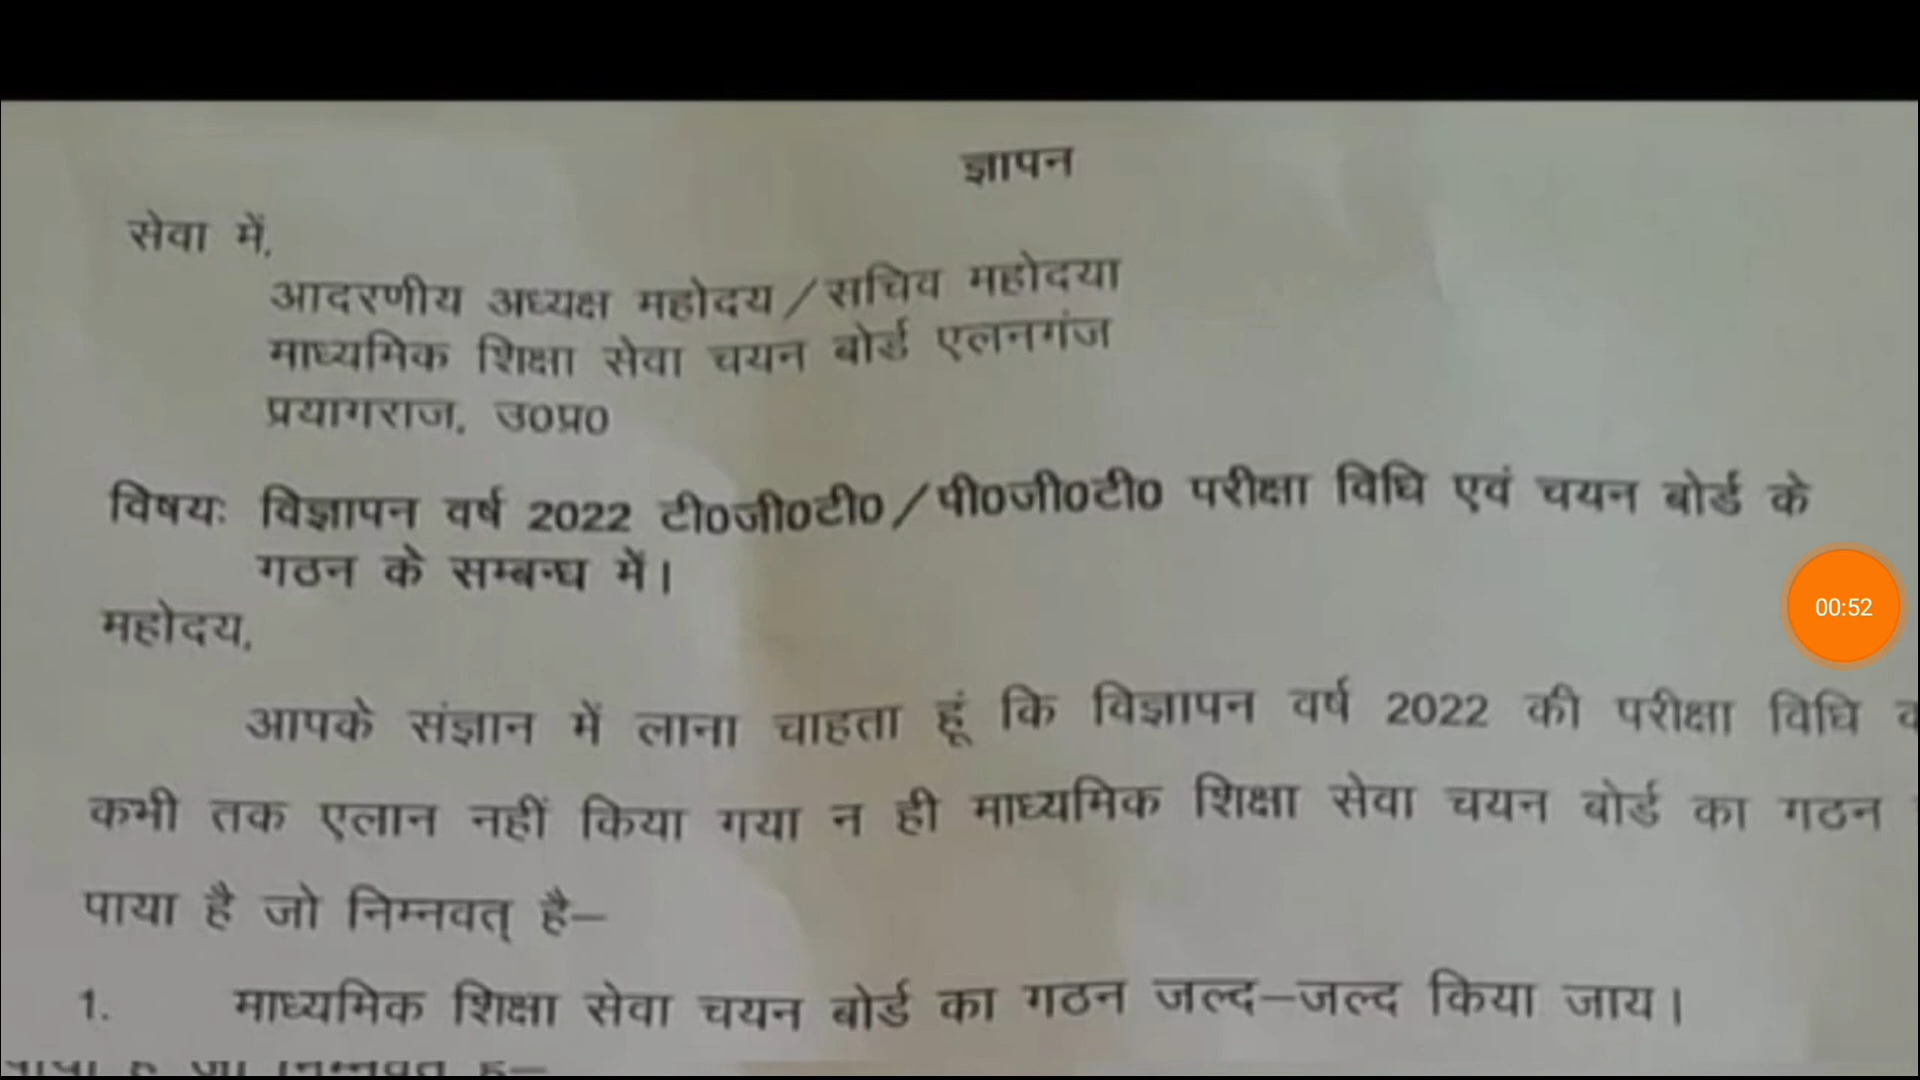 ज्ञापन
सेवा में,
आदरणीय अध्यक्ष महोदय/सचिव महोदया
माध्यमिक शिक्षा सेवा चयन बोर्ड एलनगंज
प्रयागराज, उ0प्र0
विषयः विज्ञापन वर्ष 2022 टी0जी0टी0/पी0जी0टी0 परीक्षा विधि एवं चयन बोर्ड के
गठन के सम्बन्ध में।
महोदय,
00:52
आपके संज्ञान में लाना चाहता हूं कि विज्ञापन वर्ष 2022 की परीक्षा विधि
कभी तक एलान नहीं किया गया न ही माध्यमिक शिक्षा सेवा चयन बोर्ड का गठन
पाया है जो निम्नवत् है–
1. माध्यमिक शिक्षा सेवा चयन बोर्ड का गठन जल्द–जल्द किया जाय।